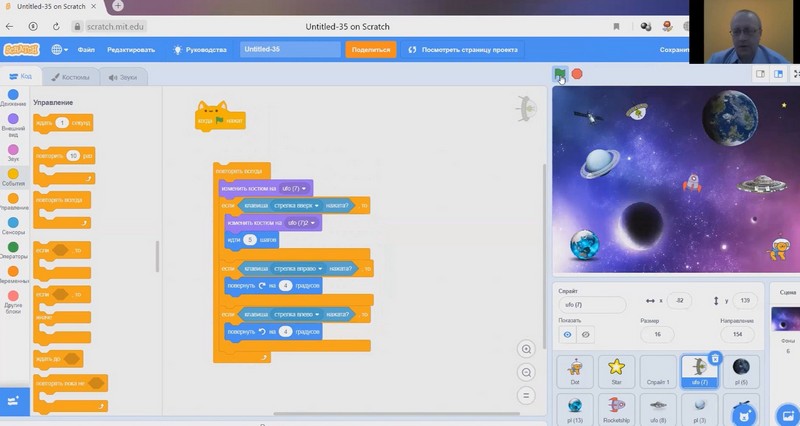 Untitled-35 on Scratch
scratch.mit.edu
Untitled-35 on Scratch
SCRATCH
Файл
Редактировать
Руководства
Untitled-35
Поделиться
Посмотреть страницу проекта
Код
Костюмы
Звуки
Движение
Внешний вид
Звук
События
Управление
Сенсоры
Операторы
Переменные
Другие блоки
Управление
ждать 1 секунд
повторить 10 раз
повторять всегда
если , то
если , то
иначе
ждать до
повторять пока не
когда нажат
повторять всегда
изменить костюм на ufo (7)
если клавиша стрелка вверх нажата? , то
изменить костюм на ufo (7)2
идти 5 шагов
если клавиша стрелка вправо нажата? , то
повернуть на 4 градусов
если клавиша стрелка влево нажата? , то
повернуть на 4 градусов
Спрайт
ufo (7)
x -82
y 139
Показать
Размер
16
Направление
154
Сцена
Фоны
6
Dot
Star
Спрайт 1
ufo (7)
pl (5)
pl (13)
Rocketship
ufo (8)
pl (3)